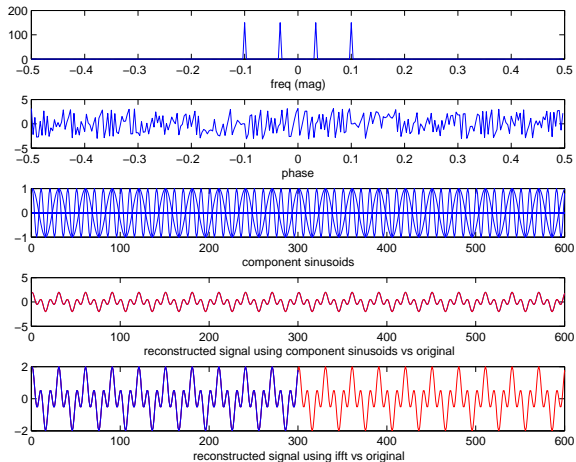 200
100
0
−0.5 −0.4 −0.3 −0.2 −0.1 0 0.1 0.2 0.3 0.4 0.5
freq (mag)
5
0
−5
−0.5 −0.4 −0.3 −0.2 −0.1 0 0.1 0.2 0.3 0.4 0.5
phase
1
0
−1
0 100 200 300 400 500 600
component sinusoids
5
0
−5
0 100 200 300 400 500 600
reconstructed signal using component sinusoids vs original
2
0
−2
0 100 200 300 400 500 600
reconstructed signal using ifft vs original